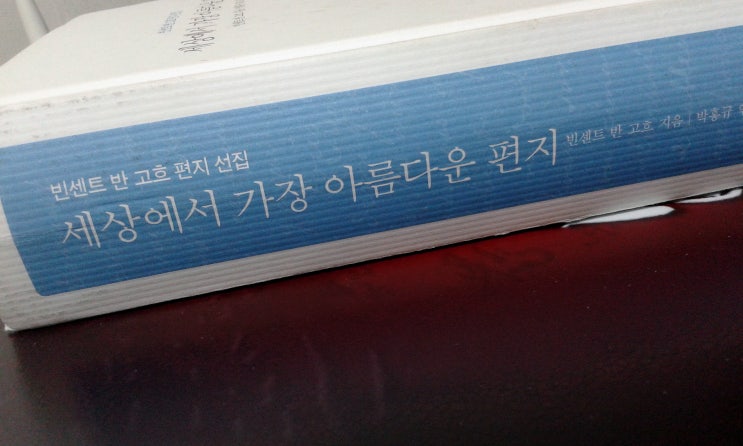 빈센트 반 고흐 편지 선집
세상에서 가장 아름다운 편지
빈센트 반 고흐 지음 | 박홍규